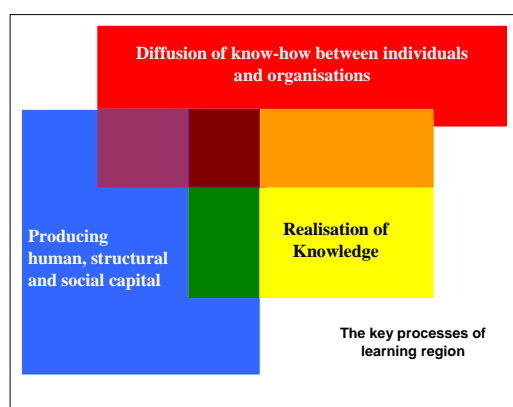 Diffusion of know-how between individuals
and organisations
Producing
human, structural
and social capital
Realisation of
Knowledge
The key processes of
learning region